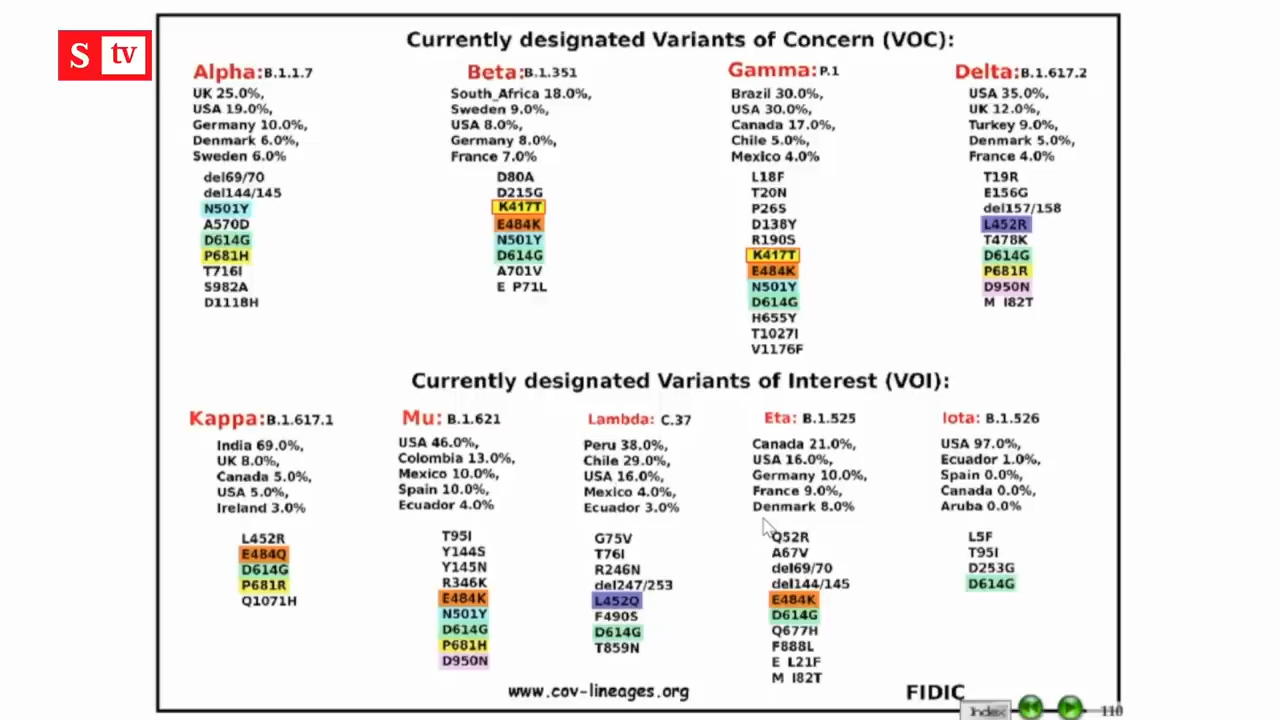 S tv
Currently designated Variants of Concern (VOC):
Alpha:B.1.1.7
UK 25.0%,
USA 19.0%,
Germany 10.0%,
Denmark 6.0%,
Sweden 6.0%
del69/70
del144/145
N501Y
A570D
D614G
P681H
T716I
S982A
D1118H
Beta:B.1.351
South_Africa 18.0%,
Sweden 9.0%,
USA 8.0%,
Germany 8.0%,
France 7.0%
D80A
D215G
K417T
E484K
N501Y
D614G
A701V
E P71L
Gamma:P.1
Brazil 30.0%,
USA 30.0%,
Canada 17.0%,
Chile 5.0%,
Mexico 4.0%
L18F
T20N
P26S
D138Y
R190S
K417T
E484K
N501Y
D614G
H655Y
T1027I
V1176F
Delta:B.1.617.2
USA 35.0%,
UK 12.0%,
Turkey 9.0%,
Denmark 5.0%,
France 4.0%
T19R
E156G
del157/158
L452R
T478K
D614G
P681R
D950N
M I82T
Currently designated Variants of Interest (VOI):
Kappa:B.1.617.1
India 69.0%,
UK 8.0%,
Canada 5.0%,
USA 5.0%,
Ireland 3.0%
L452R
E484Q
D614G
P681R
Q1071H
Mu: B.1.621
USA 46.0%,
Colombia 13.0%,
Mexico 10.0%,
Spain 10.0%,
Ecuador 4.0%
T95I
Y144S
Y145N
R346K
E484K
N501Y
D614G
P681H
D950N
Lambda: C.37
Peru 38.0%,
Chile 29.0%,
USA 16.0%,
Mexico 4.0%,
Ecuador 3.0%
G75V
T76I
R246N
del247/253
L452Q
F490S
D614G
T859N
Eta: B.1.525
Canada 21.0%,
USA 16.0%,
Germany 10.0%,
France 9.0%,
Denmark 8.0%
Q52R
A67V
del69/70
del144/145
E484K
D614G
Q677H
F888L
E L21F
M I82T
Iota: B.1.526
USA 97.0%,
Ecuador 1.0%,
Spain 0.0%,
Canada 0.0%,
Aruba 0.0%
L5F
T95I
D253G
D614G
www.cov-lineages.org
FIDIC
Index
110